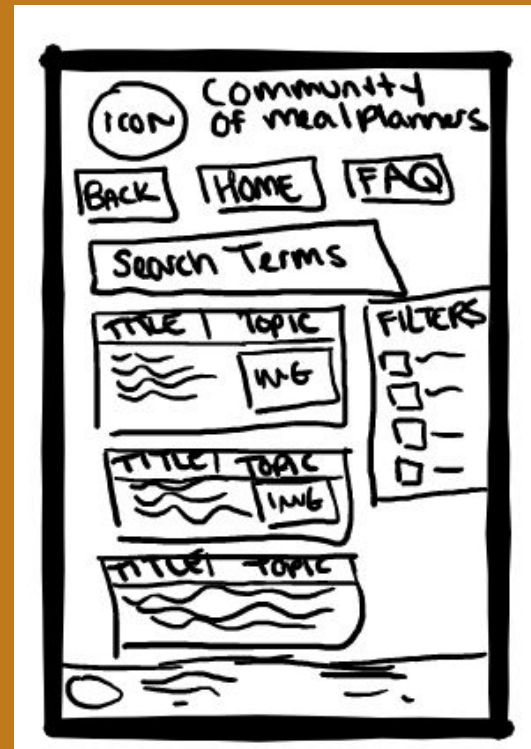 ICON
Community
of mealplanners
BACK
HOME
FAQ
Search Terms
TITLE | TOPIC
IMG
FILTERS
TITLE | TOPIC
IMG
TITLE | TOPIC